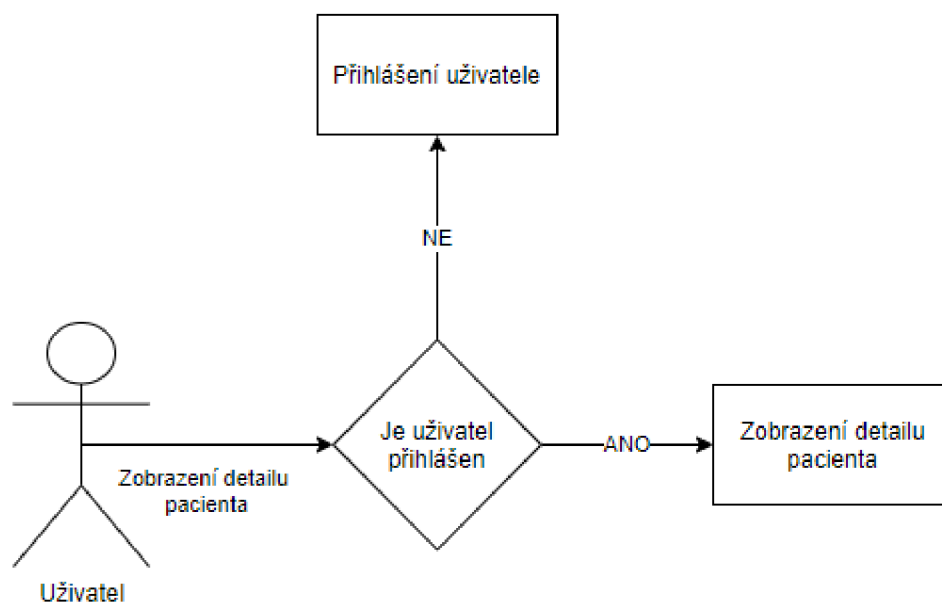 Přihlášení uživatele
NE
Je uživatel
přihlášen
ANO
Zobrazení detailu
pacienta
Zobrazení detailu
pacienta
Uživatel